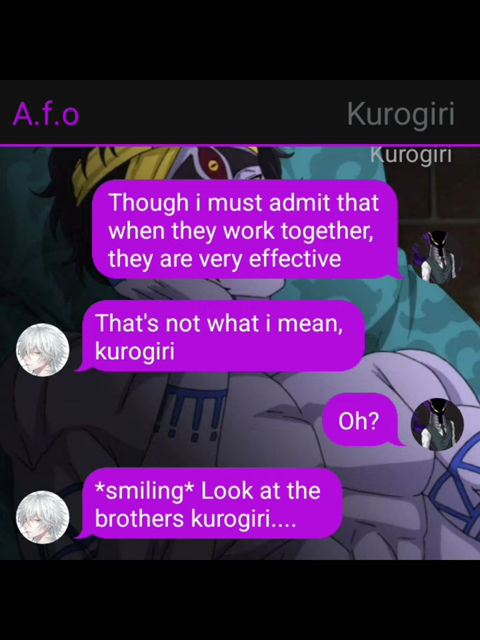 A.f.o
Kurogiri
Kurogiri
Though i must admit that
when they work together,
they are very effective
That's not what i mean,
kurogiri
Oh?
*smiling* Look at the
brothers kurogiri....